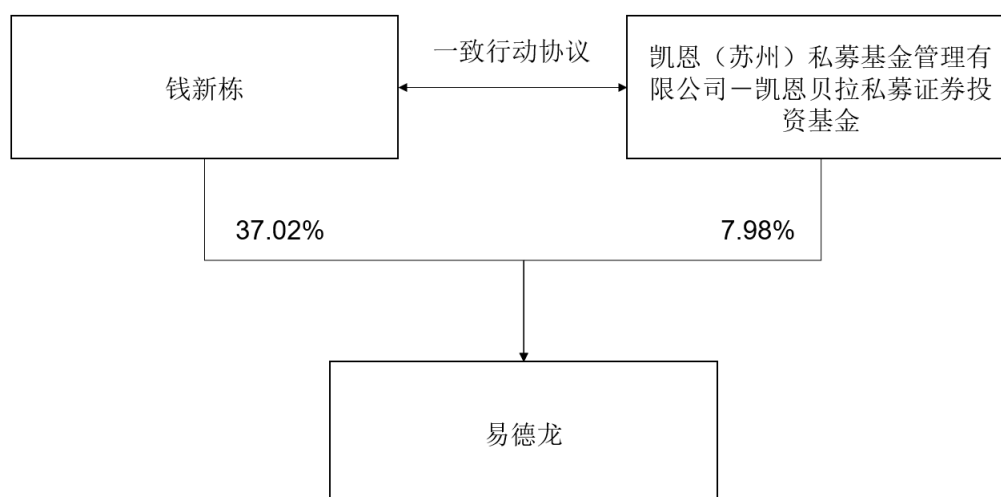 一致行动协议
钱新栋
凯恩（苏州）私募基金管理有
限公司－凯恩贝拉私募证券投
资基金
37.02%
7.98%
易德龙